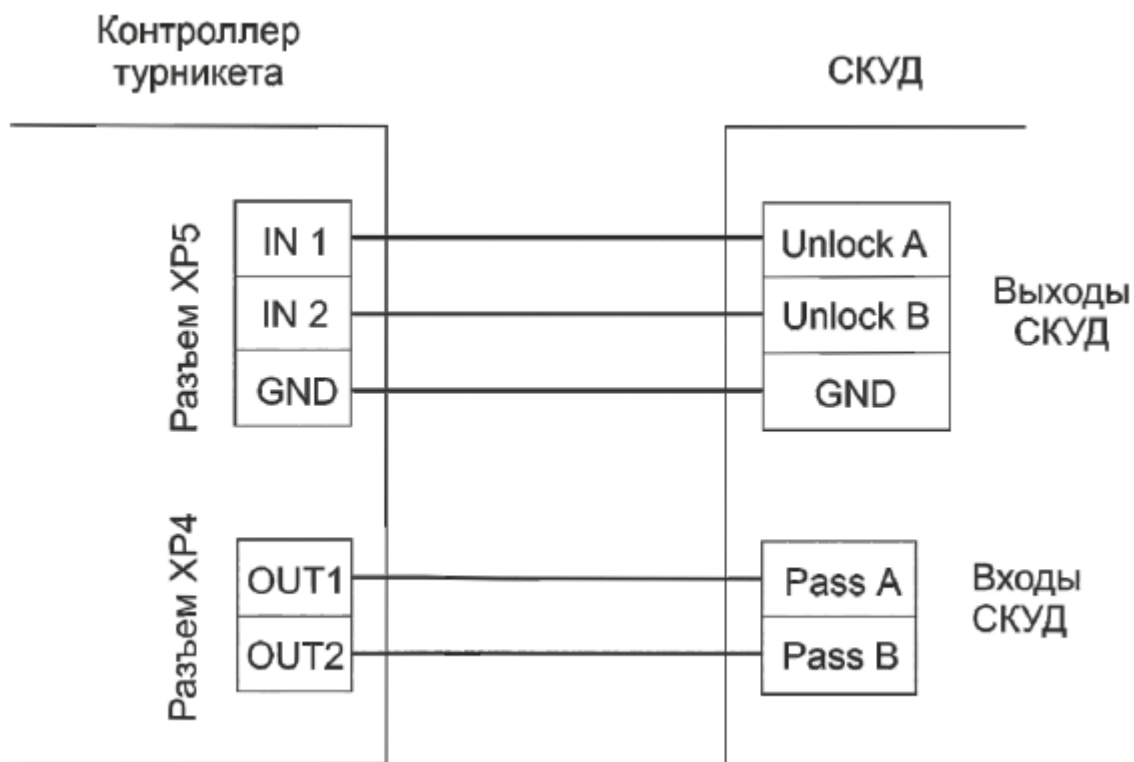 Контроллер
турникета
СКУД
Разъем XP5
IN 1
IN 2
GND
Unlock A
Unlock B
GND
Выходы
СКУД
Разъем XP4
OUT1
OUT2
Pass A
Pass B
Входы
СКУД